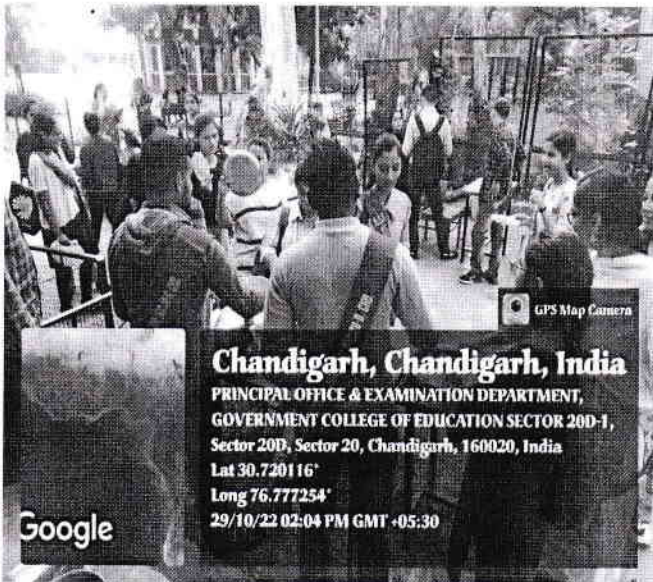 GPS Map Camera
Chandigarh, Chandigarh, India
PRINCIPAL OFFICE & EXAMINATION DEPARTMENT,
GOVERNMENT COLLEGE OF EDUCATION SECTOR 20D-1,
Sector 20D, Sector 20, Chandigarh, 160020, India
Lat 30.720116°
Long 76.777254°
29/10/22 02:04 PM GMT +05:30
Google